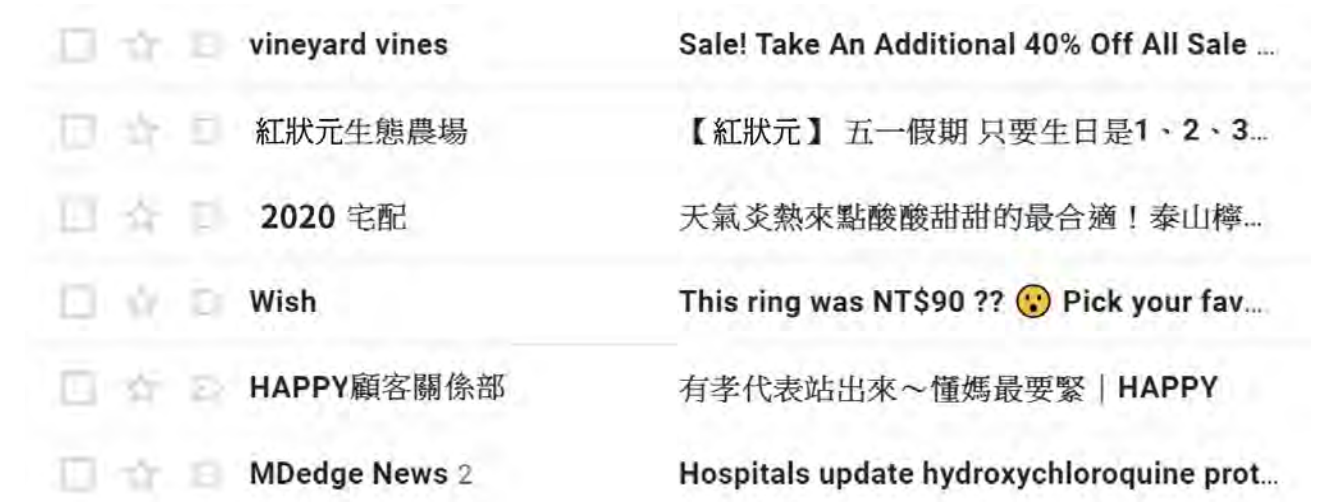 vineyard vines Sale! Take An Additional 40% Off All Sale ...
紅狀元生態農場 【紅狀元】 五一假期 只要生日是1、2、3...
2020 宅配 天氣炎熱來點酸酸甜甜的最合適！泰山檸...
Wish This ring was NT$90 ?? 😮 Pick your fav...
HAPPY顧客關係部 有孝代表站出來～懂媽最要緊｜HAPPY
MDedge News 2 Hospitals update hydroxychloroquine prot...